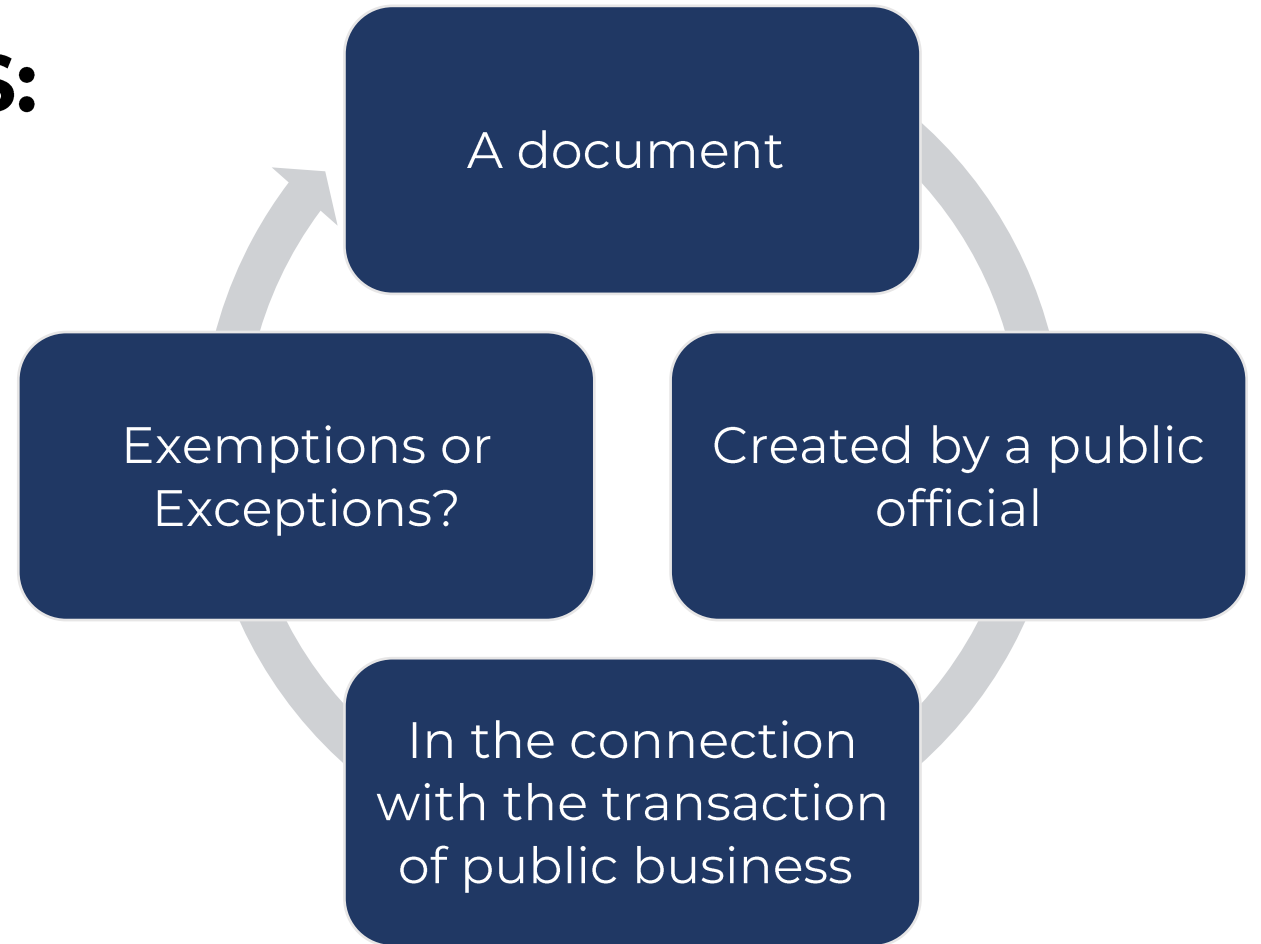 s:
A document
Created by a public
official
In the connection
with the transaction
of public business
Exemptions or
Exceptions?